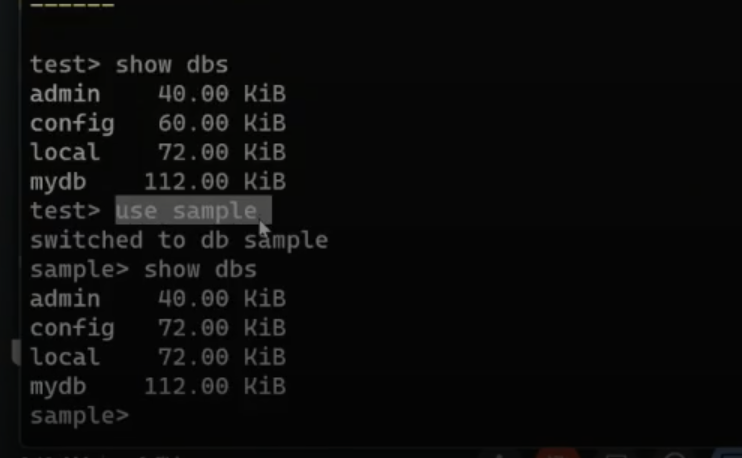 test> show dbs
admin    40.00 KiB
config   60.00 KiB
local    72.00 KiB
mydb    112.00 KiB
test> use sample
switched to db sample
sample> show dbs
admin    40.00 KiB
config   72.00 KiB
local    72.00 KiB
mydb    112.00 KiB
sample>